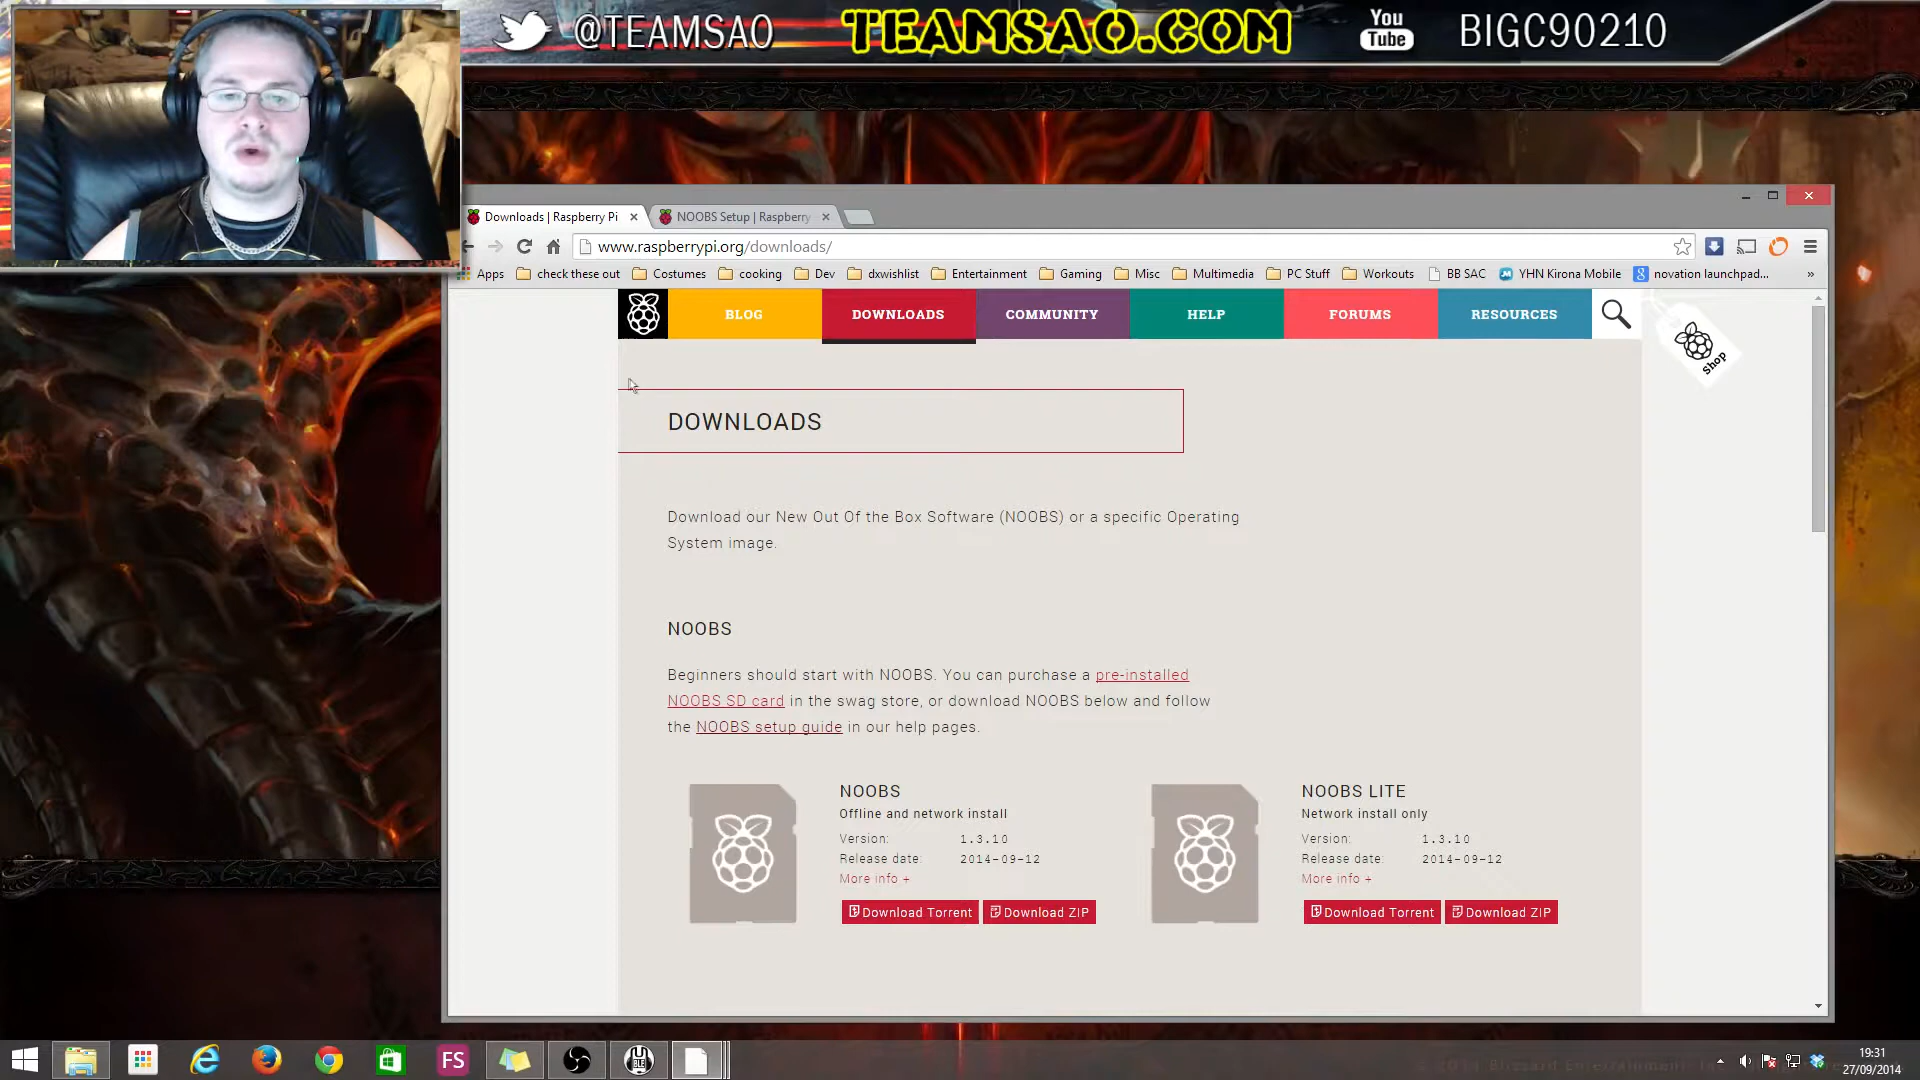 @TEAMSAO TEAMSAO.COM You Tube BIGC90210
Downloads | Raspberry Pi NOOBS Setup | Raspberry
www.raspberrypi.org/downloads/
Apps check these out Costumes cooking Dev dxwishlist Entertainment Gaming Misc Multimedia PC Stuff Workouts BB SAC YHN Kirona Mobile novation launchpad... »
BLOG DOWNLOADS COMMUNITY HELP FORUMS RESOURCES
shop
DOWNLOADS
Download our New Out Of the Box Software (NOOBS) or a specific Operating
System image.
NOOBS
Beginners should start with NOOBS. You can purchase a pre-installed
NOOBS SD card in the swag store, or download NOOBS below and follow
the NOOBS setup guide in our help pages.
NOOBS
Offline and network install
Version: 1.3.10
Release date: 2014-09-12
More info +
Download Torrent Download ZIP
NOOBS LITE
Network install only
Version: 1.3.10
Release date: 2014-09-12
More info +
Download Torrent Download ZIP
FS
19:31
27/09/2014